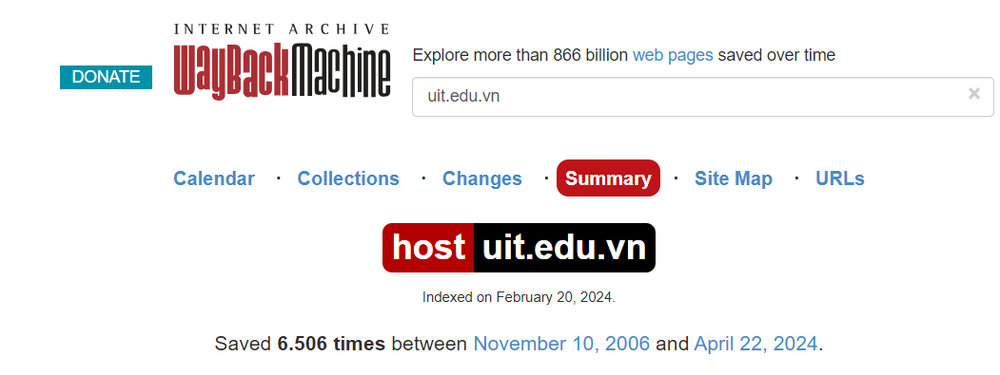 INTERNET ARCHIVE
DONATE
WayBackMachine
Explore more than 866 billion web pages saved over time
uit.edu.vn ×
Calendar · Collections · Changes · Summary · Site Map · URLs
host uit.edu.vn
Indexed on February 20, 2024.
Saved 6.506 times between November 10, 2006 and April 22, 2024.